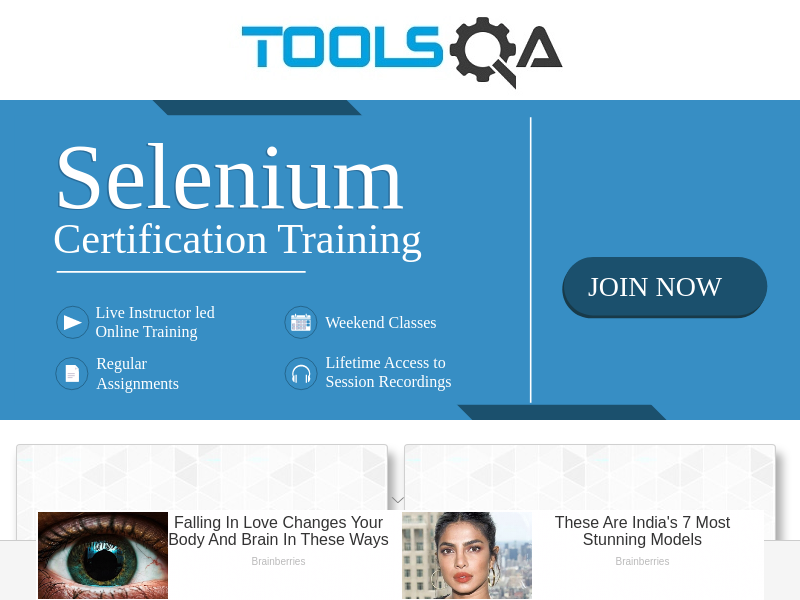 TOOLSQA
Selenium
Certification Training
Live Instructor led
Online Training
Weekend Classes
Regular
Assignments
Lifetime Access to
Session Recordings
JOIN NOW
Falling In Love Changes Your
Body And Brain In These Ways
Brainberries
These Are India's 7 Most
Stunning Models
Brainberries